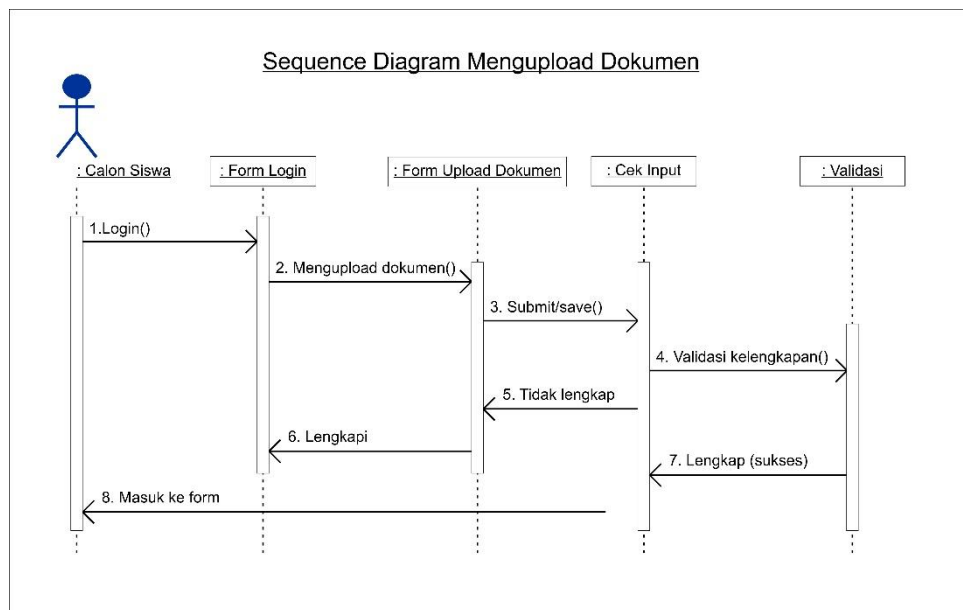 Sequence Diagram Mengupload Dokumen
: Calon Siswa
: Form Login
: Form Upload Dokumen
: Cek Input
: Validasi
1.Login()
2. Mengupload dokumen()
3. Submit/save()
4. Validasi kelengkapan()
5. Tidak lengkap
6. Lengkapi
7. Lengkap (sukses)
8. Masuk ke form